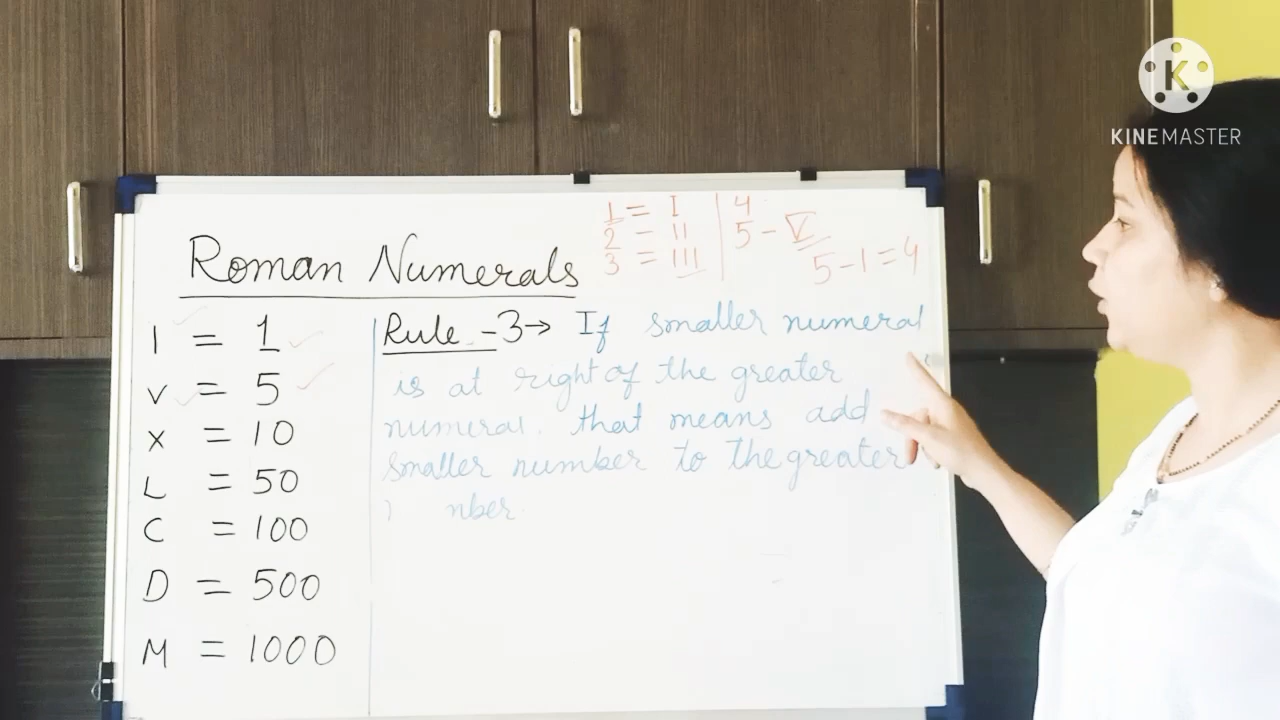 KINEMASTER
Roman Numerals
1 = I
2 = II
3 = III
4
5 - V
5-1=4
I = 1
V = 5
X = 10
L = 50
C = 100
D = 500
M = 1000
Rule -3→ If smaller numeral
is at right of the greater
numeral. that means add
smaller number to the greater
nber.